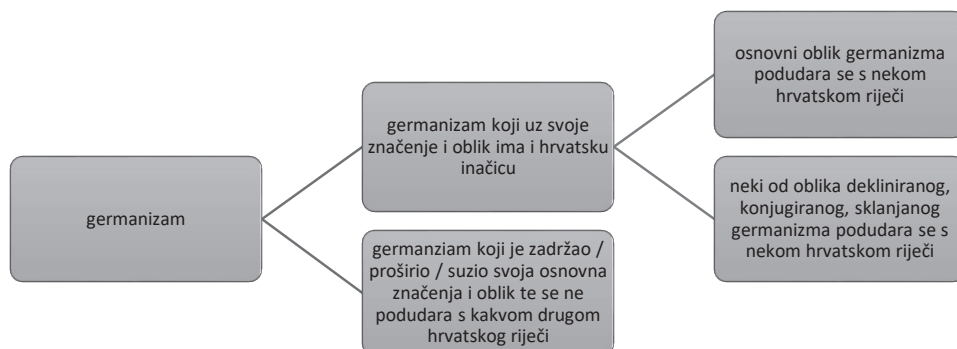 germanizam
germanizam koji uz svoje
značenje i oblik ima i hrvatsku
inačicu
germanziam koji je zadržao /
proširio / suzio svoja osnovna
značenja i oblik te se ne
podudara s kakvom drugom
hrvatskog riječi
osnovni oblik germanizma
podudara se s nekom
hrvatskom riječi
neki od oblika dekliniranog,
konjugiranog, sklanjanog
germanizma podudara se s
nekom hrvatskom riječi